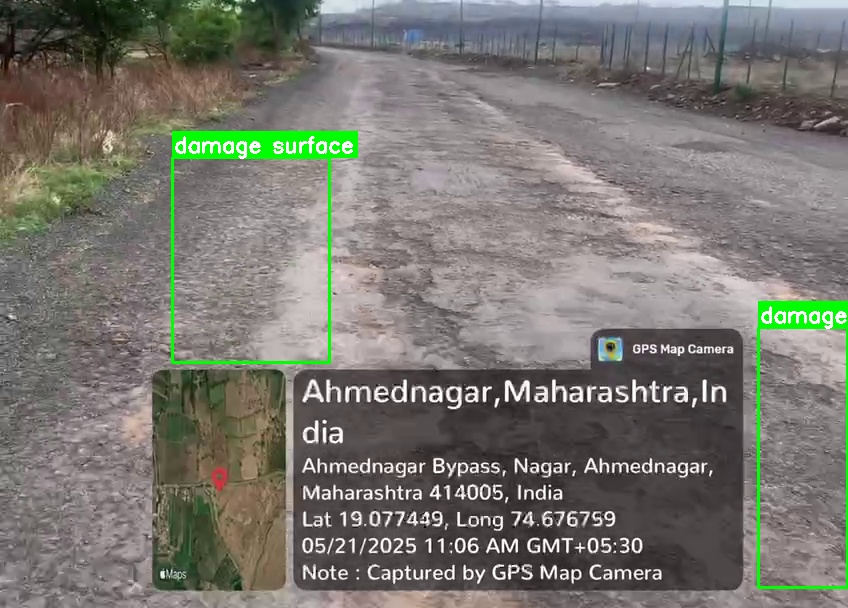 damage surface
damage
GPS Map Camera
Ahmednagar,Maharashtra,In
dia
Ahmednagar Bypass, Nagar, Ahmednagar,
Maharashtra 414005, India
Lat 19.077449, Long 74.676759
05/21/2025 11:06 AM GMT+05:30
Note : Captured by GPS Map Camera
Maps